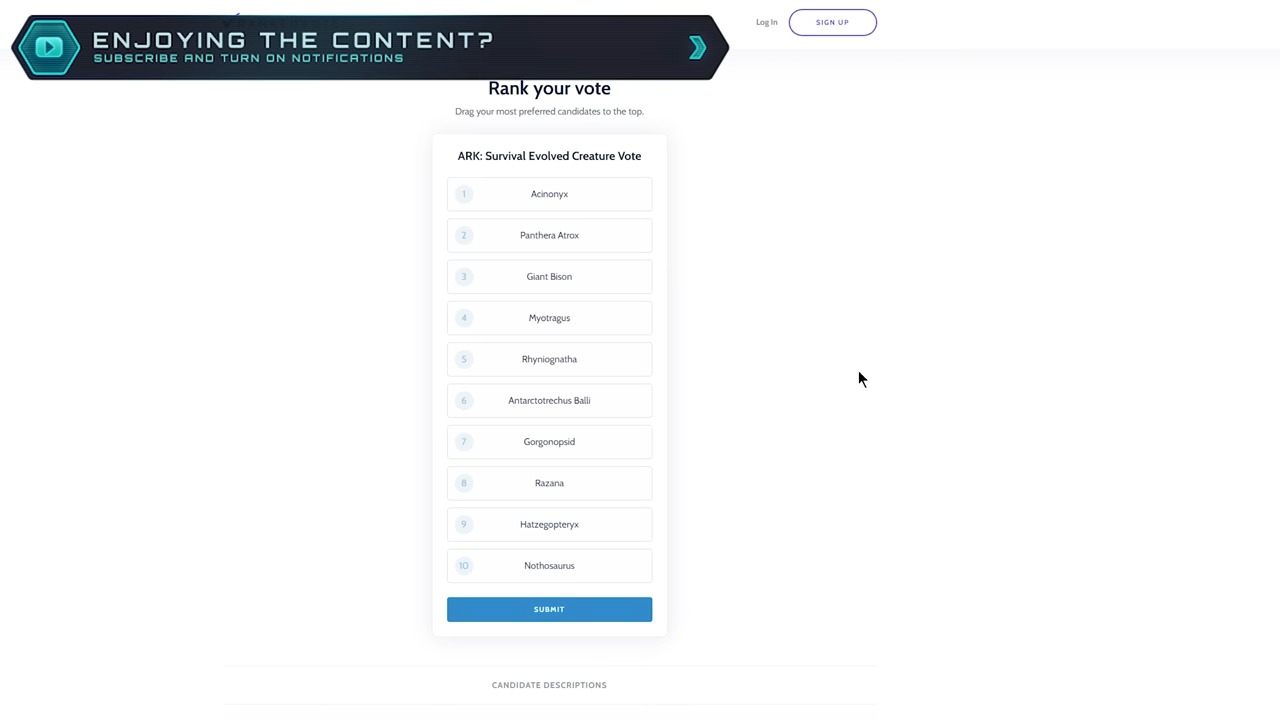 Log In
SIGN UP
ENJOYING THE CONTENT?
SUBSCRIBE AND TURN ON NOTIFICATIONS
Rank your vote
Drag your most preferred candidates to the top.
ARK: Survival Evolved Creature Vote
1 Acinonyx
2 Panthera Atrox
3 Giant Bison
4 Myotragus
5 Rhyniognatha
6 Antarctotrechus Balli
7 Gorgonopsid
8 Razana
9 Hatzegopteryx
10 Nothosaurus
SUBMIT
CANDIDATE DESCRIPTIONS